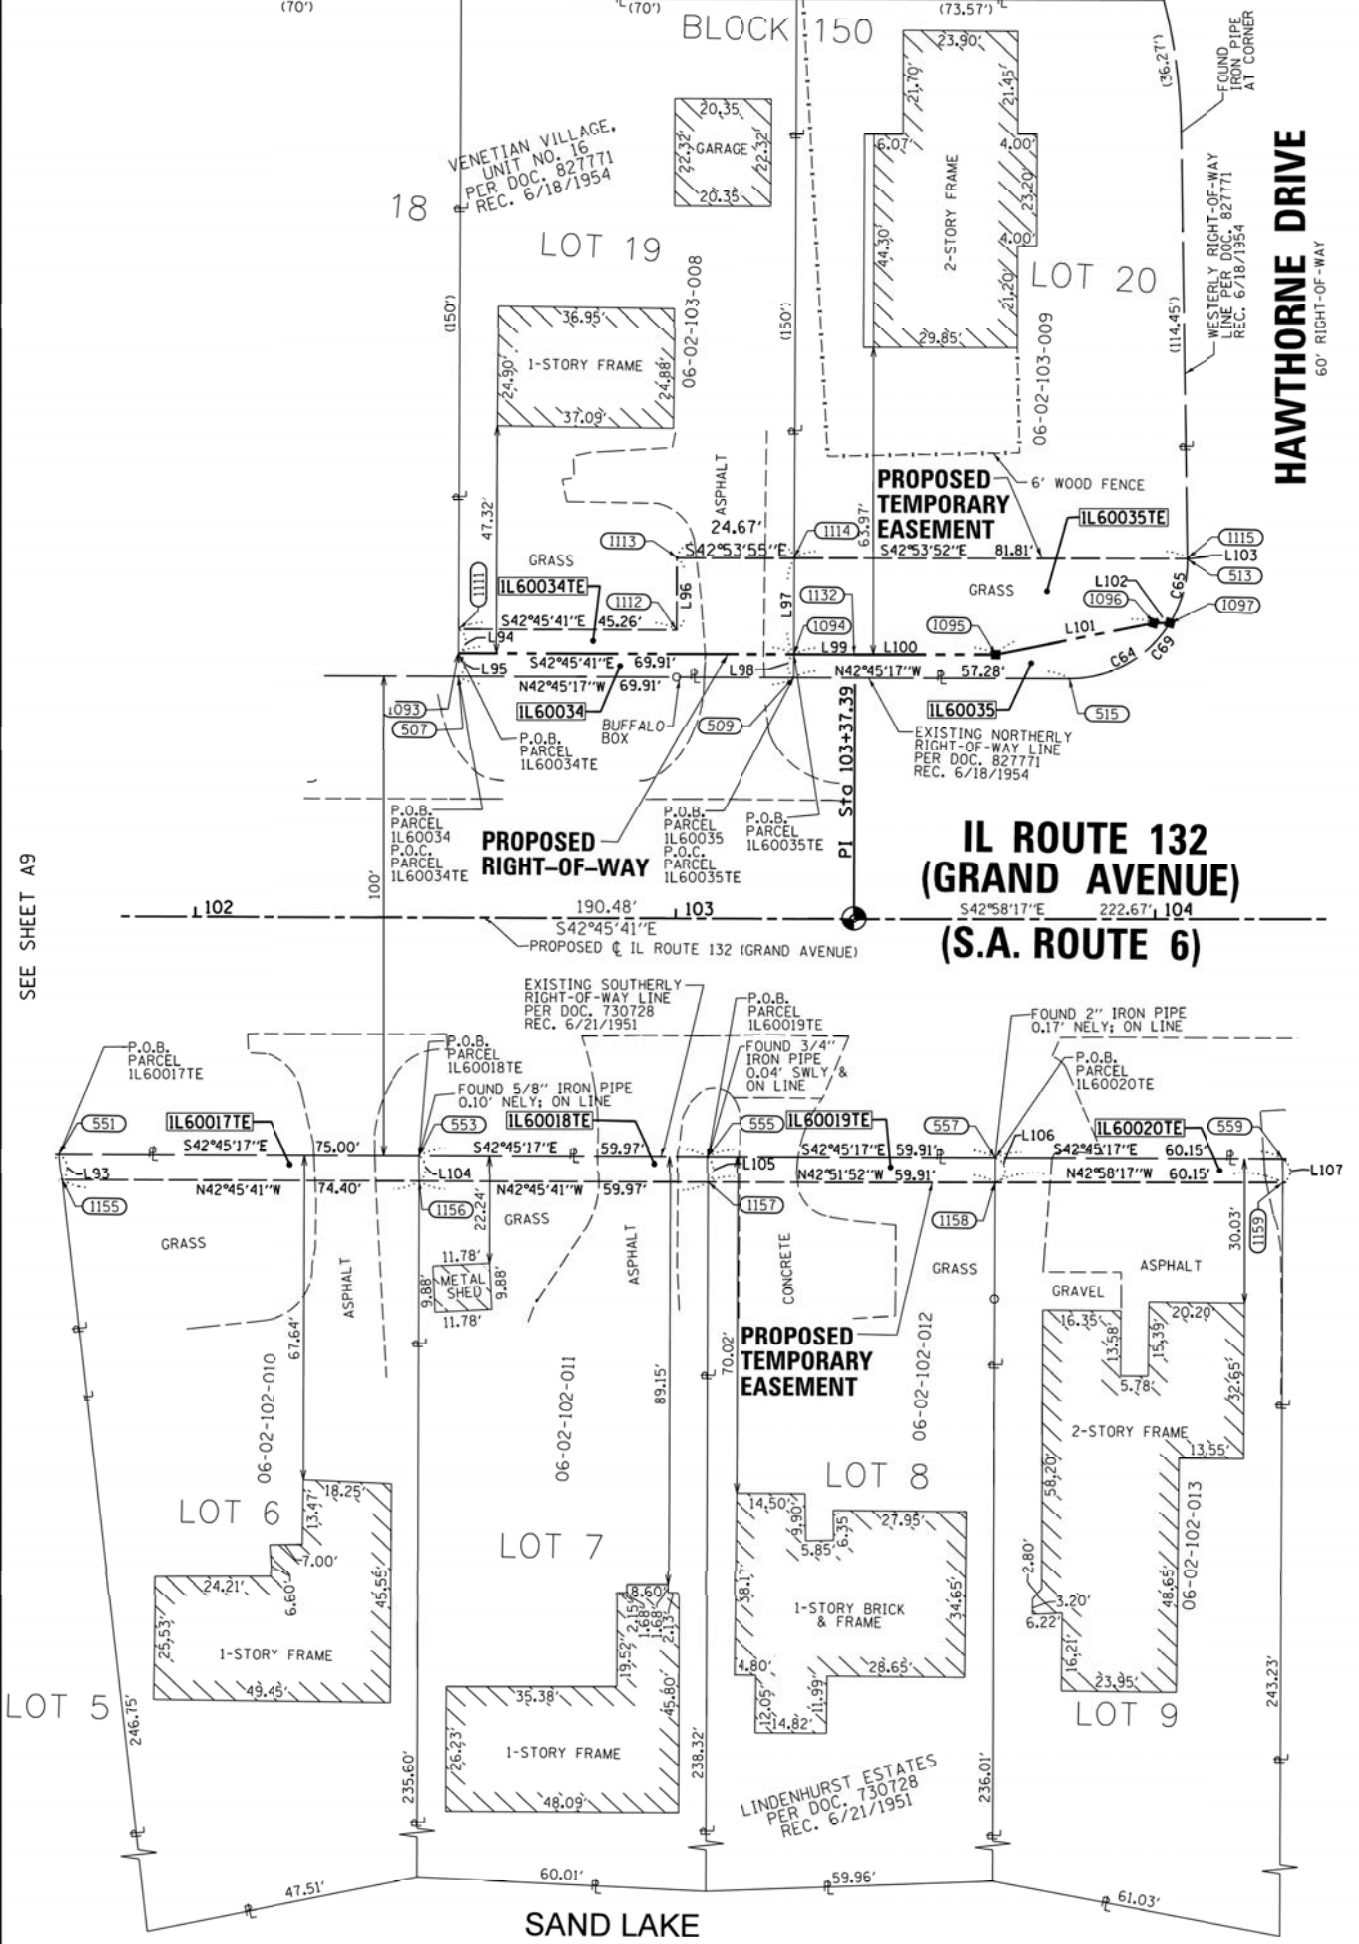 (70')
(70')
(73.57')
BLOCK 150
(36.27')
FOUND
IRON PIPE
AT CORNER
VENETIAN VILLAGE,
UNIT NO. 16
PER DOC. 827771
REC. 6/18/1954
18
20.35
22.32'
GARAGE
22.32'
20.35
23.90'
21.70'
21.45'
6.07'
4.00'
23.20'
4.00'
2-STORY FRAME
44.30'
21.20'
29.85'
LOT 19
LOT 20
WESTERLY RIGHT-OF-WAY
LINE PER DOC. 827771
REC. 6/18/1954
HAWTHORNE DRIVE
60' RIGHT-OF-WAY
(150')
(150')
(114.45')
06-02-103-008
06-02-103-009
36.95'
24.90'
1-STORY FRAME
24.88'
37.09'
47.32'
ASPHALT
63.97'
PROPOSED
TEMPORARY
EASEMENT
6' WOOD FENCE
1L60035TE
24.67'
1113
S42°53'55"E
1114
S42°53'52"E 81.81'
1115
L103
513
GRASS
1111
1L60034TE
1112
L96
L97
1132
GRASS
L102
1096
C65
1097
S42°45'41"E 45.26'
L94
1094
1095
L101
C69
C64
L95
S42°45'41"E 69.91'
L98
L99
L100
N42°45'17"W 69.91'
N42°45'17"W 57.28'
1093
507
1L60034
BUFFALO
BOX
509
1L60035
515
P.O.B.
PARCEL
1L60034TE
EXISTING NORTHERLY
RIGHT-OF-WAY LINE
PER DOC. 827771
REC. 6/18/1954
P.O.B.
PARCEL
1L60034
P.O.C.
PARCEL
1L60034TE
PROPOSED
RIGHT-OF-WAY
P.O.B.
PARCEL
1L60035
P.O.C.
PARCEL
1L60035TE
P.O.B.
PARCEL
1L60035TE
PI Sta 103+37.39
IL ROUTE 132
(GRAND AVENUE)
(S.A. ROUTE 6)
SEE SHEET A9
100'
102
190.48'
103
S42°45'41"E
S42°58'17"E 222.67'
104
PROPOSED ℄ IL ROUTE 132 (GRAND AVENUE)
EXISTING SOUTHERLY
RIGHT-OF-WAY LINE
PER DOC. 730728
REC. 6/21/1951
P.O.B.
PARCEL
1L60019TE
FOUND 3/4" IRON PIPE
0.04' SWLY &
ON LINE
FOUND 2" IRON PIPE
0.17' NELY; ON LINE
P.O.B.
PARCEL
1L60020TE
P.O.B.
PARCEL
1L60017TE
P.O.B.
PARCEL
1L60018TE
FOUND 5/8" IRON PIPE
0.10' NELY; ON LINE
551
1L60017TE
553
1L60018TE
555
1L60019TE
557
L106
1L60020TE
559
S42°45'17"E 75.00'
S42°45'17"E 59.97'
S42°45'17"E 59.91'
S42°45'17"E 60.15'
L93
L104
L105
L107
N42°45'41"W 74.40'
N42°45'41"W 59.97'
N42°51'52"W 59.91'
N42°58'17"W 60.15'
1155
1156
1157
1158
1159
GRASS
ASPHALT
22.24'
GRASS
ASPHALT
CONCRETE
GRASS
ASPHALT
30.03'
11.78'
9.88'
METAL
SHED
9.88'
11.78'
GRAVEL
67.64'
89.15'
70.02'
PROPOSED
TEMPORARY
EASEMENT
06-02-102-010
06-02-102-011
06-02-102-012
06-02-102-013
16.35'
13.58'
5.78'
15.39'
20.20'
32.65'
2-STORY FRAME
13.55'
58.20'
48.65'
2.80'
3.20'
6.22'
16.21'
23.95'
LOT 5
LOT 6
LOT 7
LOT 8
LOT 9
18.25'
13.47'
7.00'
24.21'
6.60'
45.55'
25.53'
1-STORY FRAME
49.45'
8.60'
2.15'
1.68'
1.68'
2.13'
19.52'
45.80'
35.38'
26.23'
1-STORY FRAME
48.09'
14.50'
9.90'
5.85'
6.35'
27.95'
1-STORY BRICK
& FRAME
34.65'
4.80'
12.05'
14.82'
11.99'
28.65'
246.75'
235.60'
238.32'
236.01'
243.23'
LINDENHURST ESTATES
PER DOC. 730728
REC. 6/21/1951
47.51'
60.01'
59.96'
61.03'
SAND LAKE